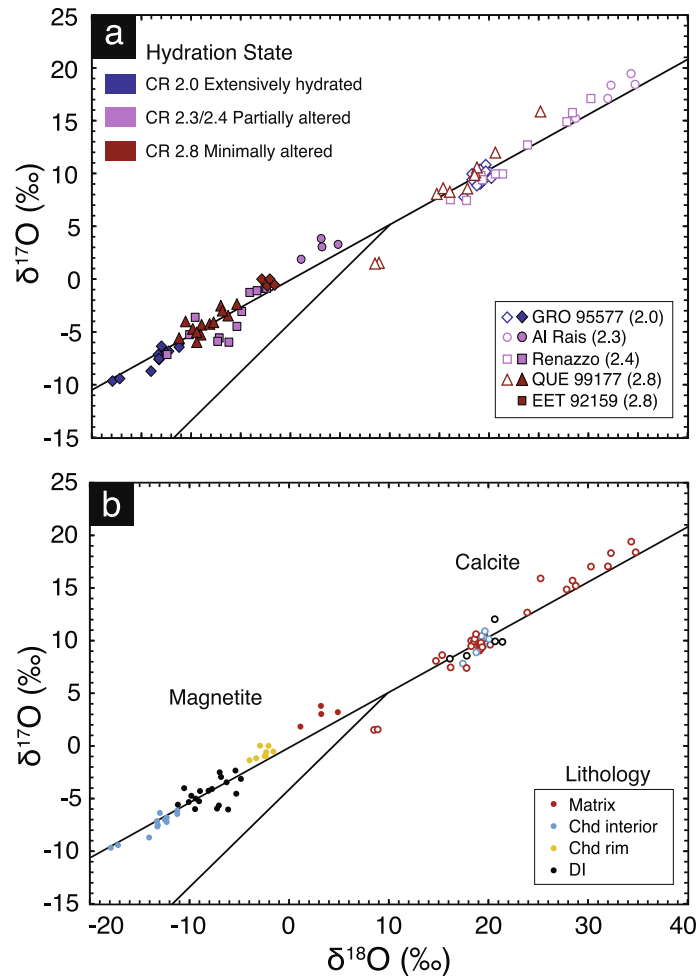 a
Hydration State
CR 2.0 Extensively hydrated
CR 2.3/2.4 Partially altered
CR 2.8 Minimally altered
25
20
15
10
5
0
-5
-10
-15
δ17O (‰)
GRO 95577 (2.0)
Al Rais (2.3)
Renazzo (2.4)
QUE 99177 (2.8)
EET 92159 (2.8)
b
25
20
15
10
5
0
-5
-10
-15
δ17O (‰)
Calcite
Magnetite
Lithology
Matrix
Chd interior
Chd rim
DI
-20 -10 0 10 20 30 40
δ18O (‰)